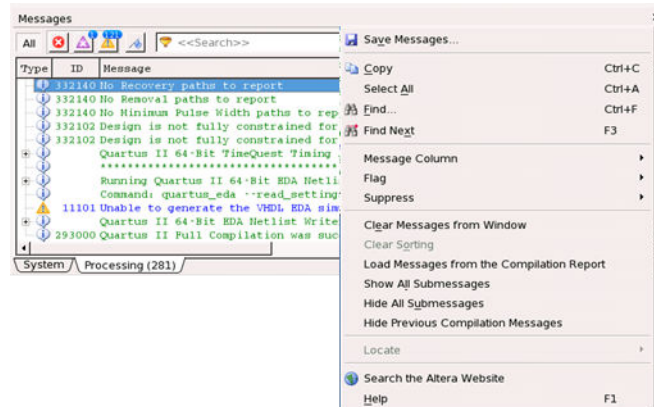 Messages
All <<Search>>
Type ID Message
332140 No Recovery paths to report
332140 No Removal paths to report
332140 No Minimum Pulse Width paths to rep
332102 Design is not fully constrained for
332102 Design is not fully constrained for
Quartus II 64-Bit TimeQuest Timing
************************************
Running Quartus II 64-Bit EDA Netli
Command: quartus_eda --read_setting
11101 Unable to generate the VHDL EDA sim
Quartus II 64-Bit EDA Netlist Write
293000 Quartus II Full Compilation was suc
System Processing (281)
Save Messages...
Copy Ctrl+C
Select All Ctrl+A
Find... Ctrl+F
Find Next F3
Message Column
Flag
Suppress
Clear Messages from Window
Clear Sorting
Load Messages from the Compilation Report
Show All Submessages
Hide All Submessages
Hide Previous Compilation Messages
Locate
Search the Altera Website
Help F1